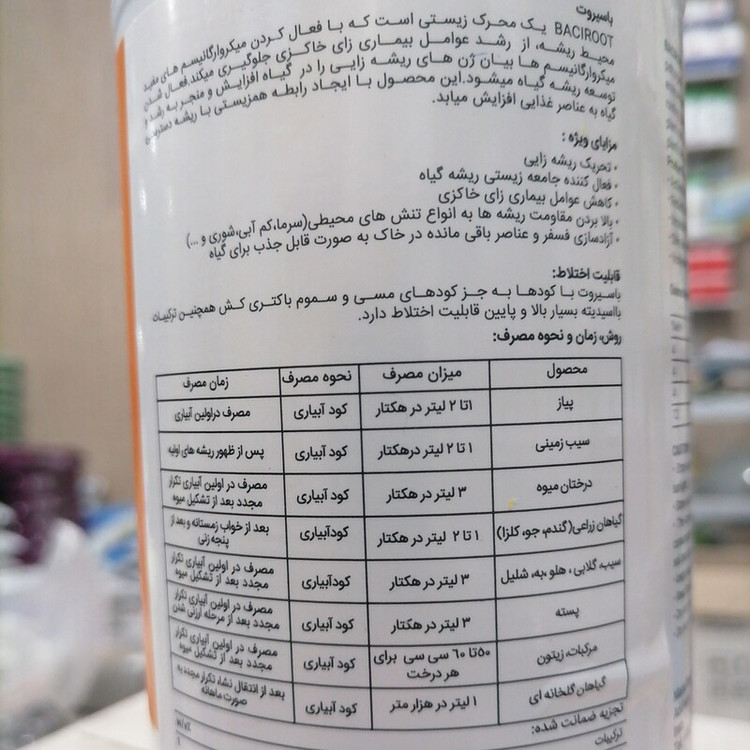 باسیروت
BACIROOT یک محرک زیستی است که با فعال کردن میکروارگانیسم های مفید
محیط ریشه، از رشد عوامل بیماری زای خاکزی جلوگیری میکند.فعال شدن
میکروارگانیسم ها بیان ژن های ریشه زایی را در گیاه افزایش و منجر به رشد و
توسعه ریشه گیاه میشود.این محصول با ایجاد رابطه همزیستی با ریشه دسترسی
گیاه به عناصر غذایی افزایش میابد.
مزایای ویژه :
• تحریک ریشه زایی
• فعال کننده جامعه زیستی ریشه گیاه
• کاهش عوامل بیماری زای خاکزی
• بالا بردن مقاومت ریشه ها به انواع تنش های محیطی(سرما،کم آبی،شوری و ...)
• آزادسازی فسفر و عناصر باقی مانده در خاک به صورت قابل جذب برای گیاه
قابلیت اختلاط:
باسیروت با کودها به جز کودهای مسی و سموم باکتری کش همچنین ترکیبات
بااسیدیته بسیار بالا و پایین قابلیت اختلاط دارد.
روش، زمان و نحوه مصرف:
محصول میزان مصرف نحوه مصرف زمان مصرف
پیاز ۱تا ۲ لیتر در هکتار کود آبیاری مصرف دراولین آبیاری
سیب زمینی ۱ تا ۲ لیتر درهکتار کود آبیاری پس از ظهور ریشه های اولیه
درختان میوه ۳ لیتر در هکتار کود آبیاری مصرف در اولین آبیاری تکرار
مجدد بعد از تشکیل میوه
گیاهان زراعی(گندم، جو، کلزا) ۱ تا ۲ لیتر در هکتار کودآبیاری بعد از خواب زمستانه و بعد از
پنجه زنی
سیب، گلابی ، هلو ،به، شلیل ۳ لیتر در هکتار کودآبیاری مصرف در اولین آبیاری تکرار
مجدد بعد از تشکیل میوه
پسته ۳ لیتر در هکتار کود آبیاری مصرف در اولین آبیاری تکرار
مجدد بعد از مرحله ارزنی شدن
مرکبات، زیتون ۵۰تا ۶۰ سی سی برای کود آبیاری مصرف در اولین آبیاری تکرار
هر درخت مجدد بعد از تشکیل میوه
گیاهان گلخانه ای ۱ لیتر در هزار متر کود آبیاری بعد از انتقال نشاء تکرار مجدد به
صورت ماهانه
تجزیه ضمانت شده:
ترکیبات w/v٪